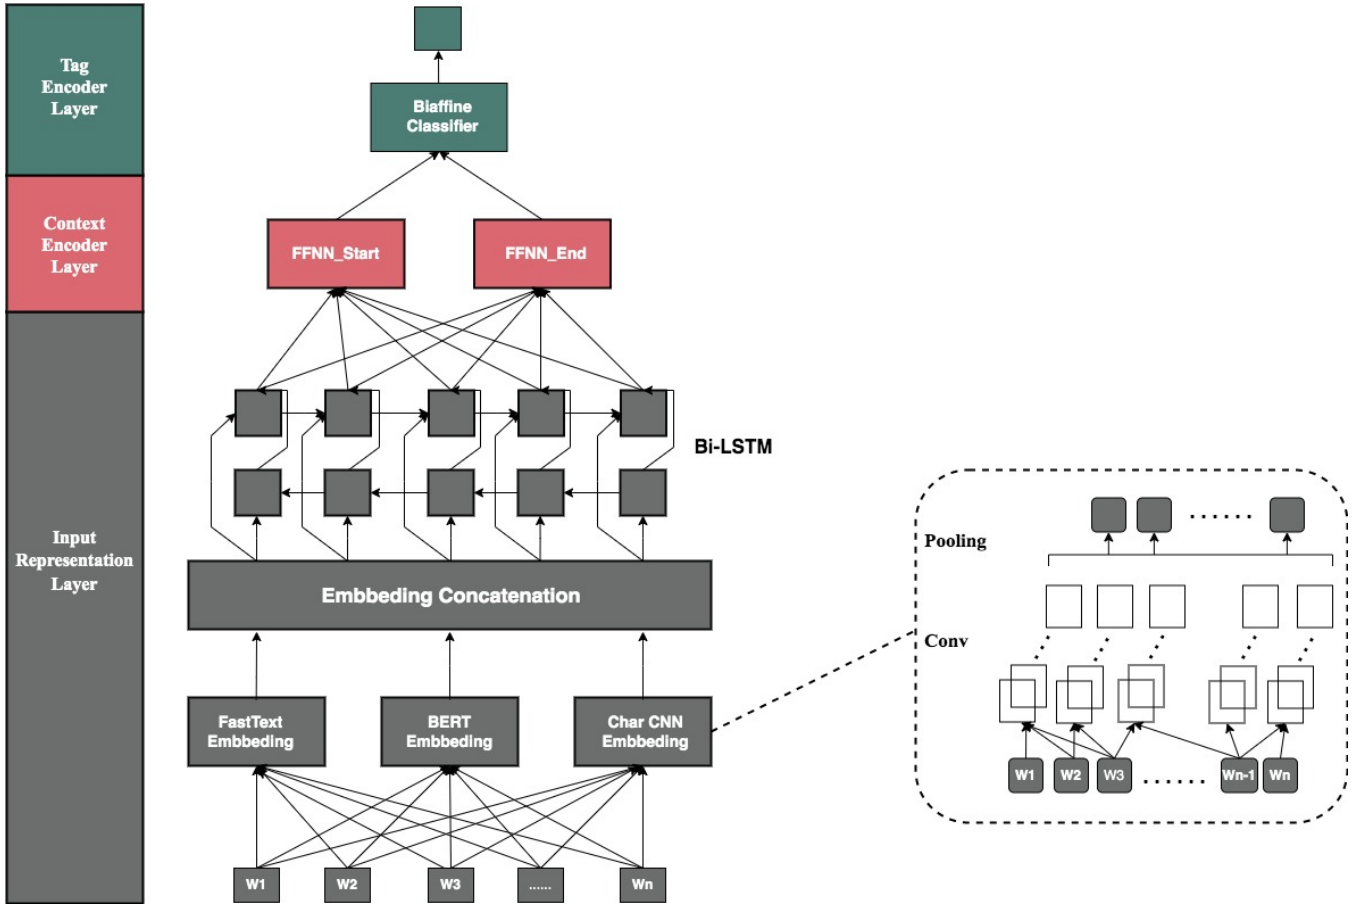 Tag
Encoder
Layer
Context
Encoder
Layer
Input
Representation
Layer
Biaffine
Classifier
FFNN_Start
FFNN_End
Bi-LSTM
Embbeding Concatenation
FastText
Embbeding
BERT
Embbeding
Char CNN
Embbeding
W1
W2
W3
......
Wn
Pooling
......
Conv
W1
W2
W3
......
Wn-1
Wn